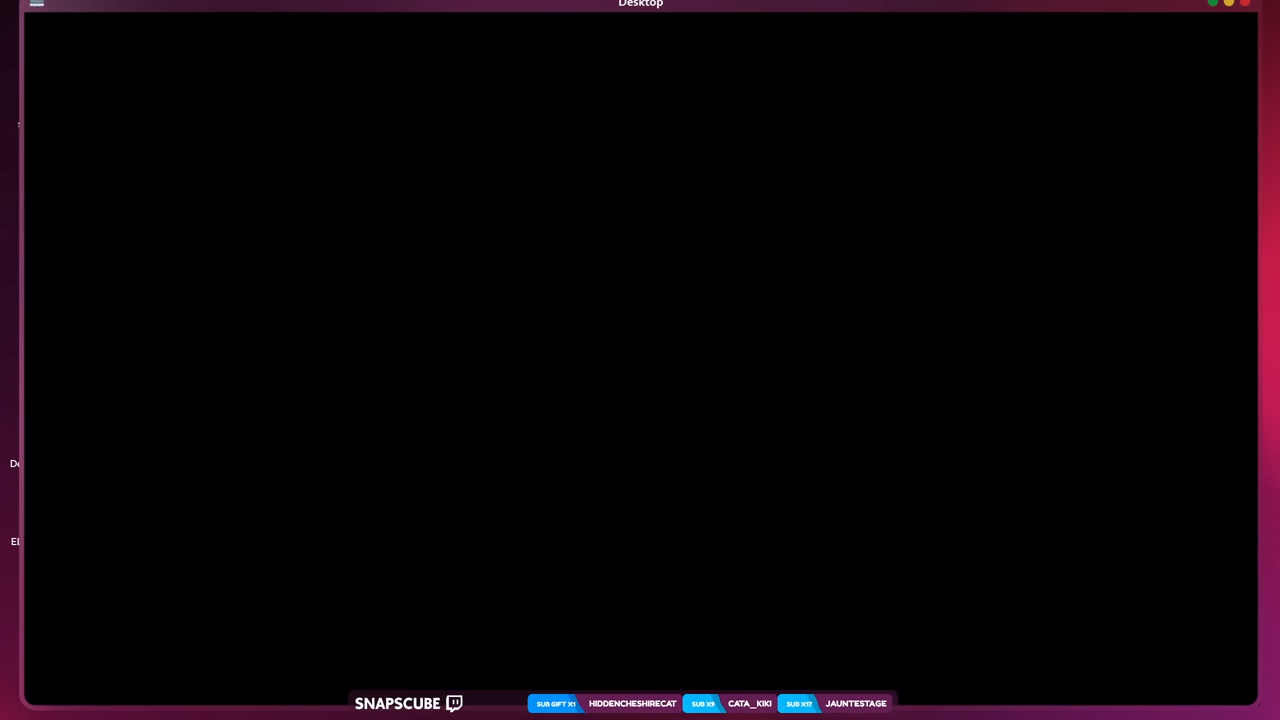 Desktop
SNAPSCUBE SUB GIFT X1 HIDDENCHESHIRECAT SUB X9 CATA_KIKI SUB X17 JAUNTESTAGE